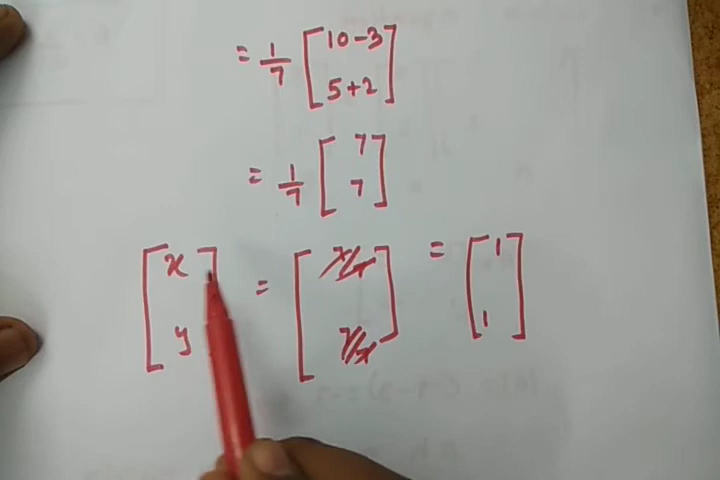 = 1/7 [10-3
5+2]
= 1/7 [7
7]
[x
y] = [7/7
7/7] = [1
1]